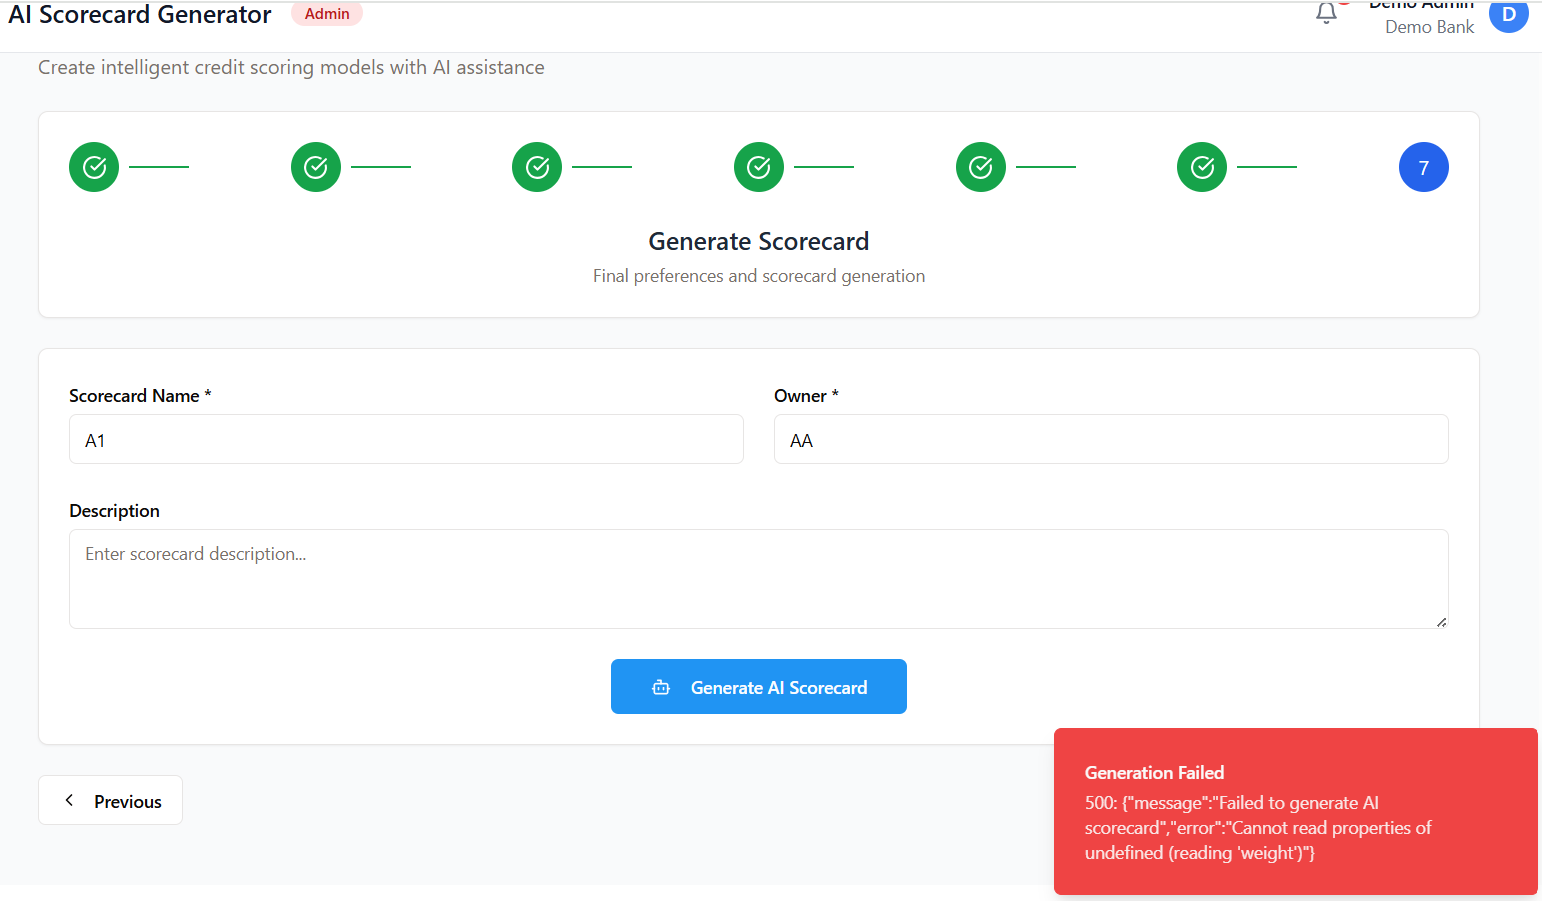 AI Scorecard Generator
Admin
Demo Admin
Demo Bank
D
Create intelligent credit scoring models with AI assistance
7
Generate Scorecard
Final preferences and scorecard generation
Scorecard Name *
Owner *
A1
AA
Description
Enter scorecard description...
Generate AI Scorecard
Previous
Generation Failed
500: {"message":"Failed to generate AI
scorecard","error":"Cannot read properties of
undefined (reading 'weight')"}